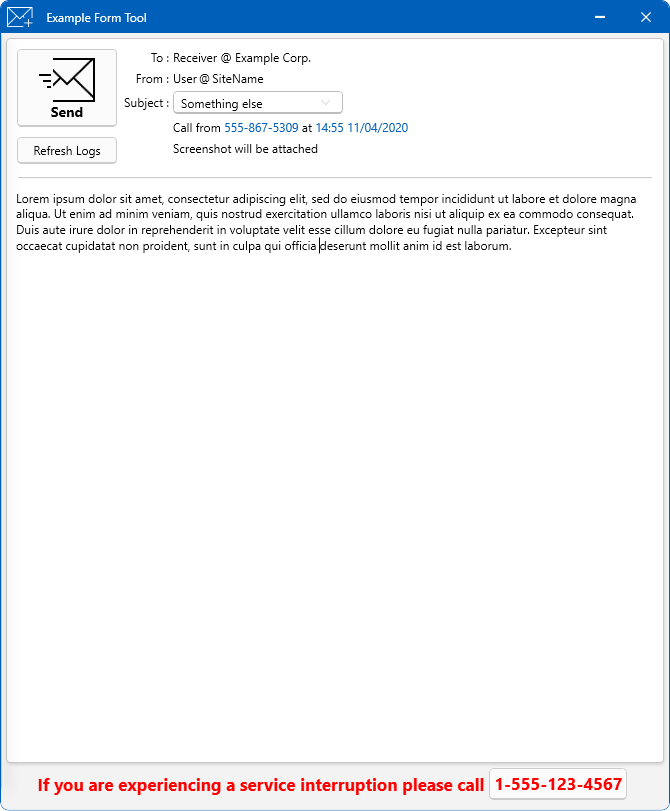 Example Form Tool
To : Receiver @ Example Corp.
Send
From : User @ SiteName
Subject : Something else
Call from 555-867-5309 at 14:55 11/04/2020
Refresh Logs
Screenshot will be attached
Lorem ipsum dolor sit amet, consectetur adipiscing elit, sed do eiusmod tempor incididunt ut labore et dolore magna
aliqua. Ut enim ad minim veniam, quis nostrud exercitation ullamco laboris nisi ut aliquip ex ea commodo consequat.
Duis aute irure dolor in reprehenderit in voluptate velit esse cillum dolore eu fugiat nulla pariatur. Excepteur sint
occaecat cupidatat non proident, sunt in culpa qui officia deserunt mollit anim id est laborum.
If you are experiencing a service interruption please call 1-555-123-4567